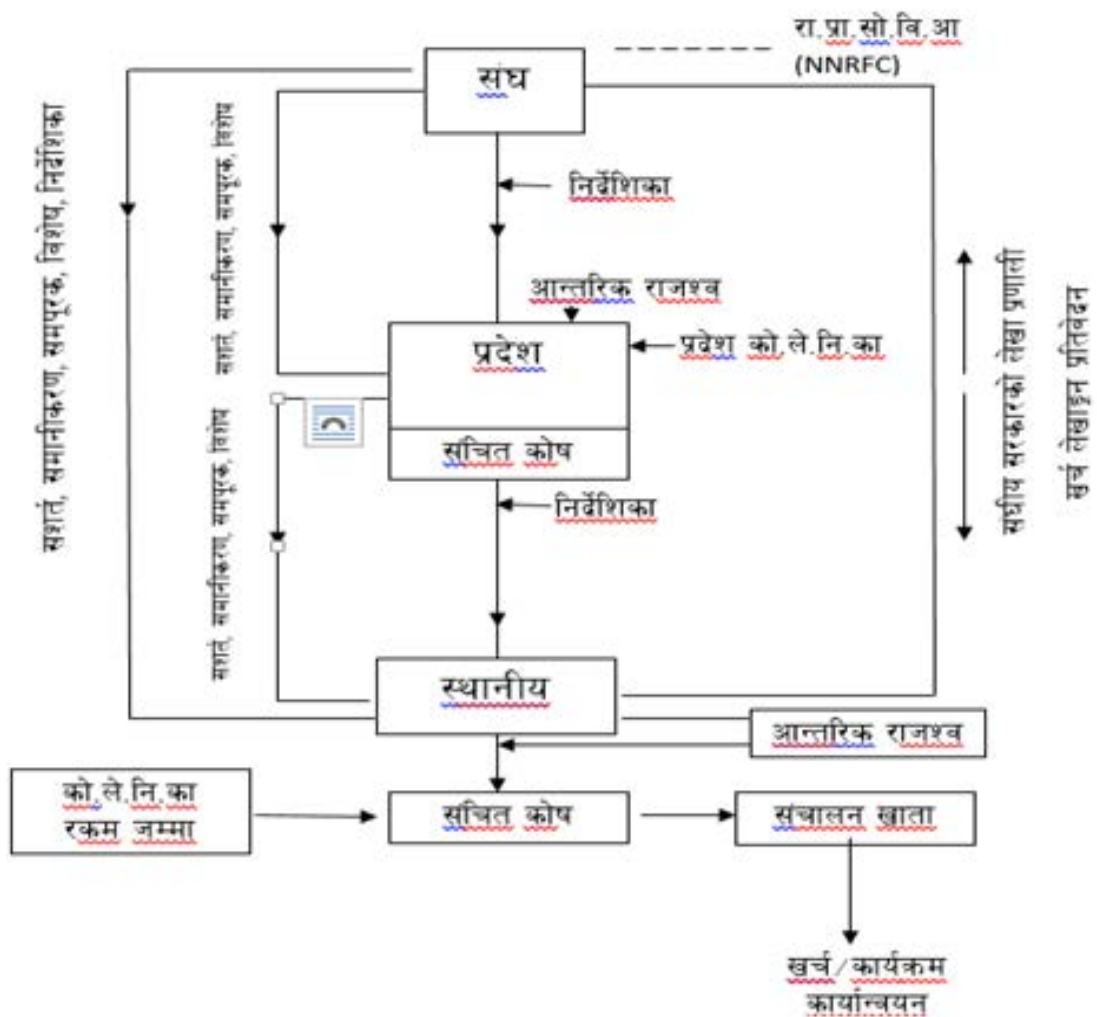 रा.प्रा.सो.वि.आ
(NNRFC)
संघ
निर्देशिका
सशर्त, समानीकरण, समपूरक, विशेष, निर्देशिका
सशर्त, समानीकरण, समपूरक, विशेष
आन्तरिक राजश्व
प्रदेश
प्रदेश को.ले.नि.का
संचित कोष
निर्देशिका
सशर्त, समानीकरण, समपूरक, विशेष
संघीय सरकारको लेखा प्रणाली
खर्च लेखाङ्कन प्रतिवेदन
स्थानीय
आन्तरिक राजश्व
को.ले.नि.का
रकम जम्मा
संचित कोष
संचालन खाता
खर्च/कार्यक्रम
कार्यान्वयन